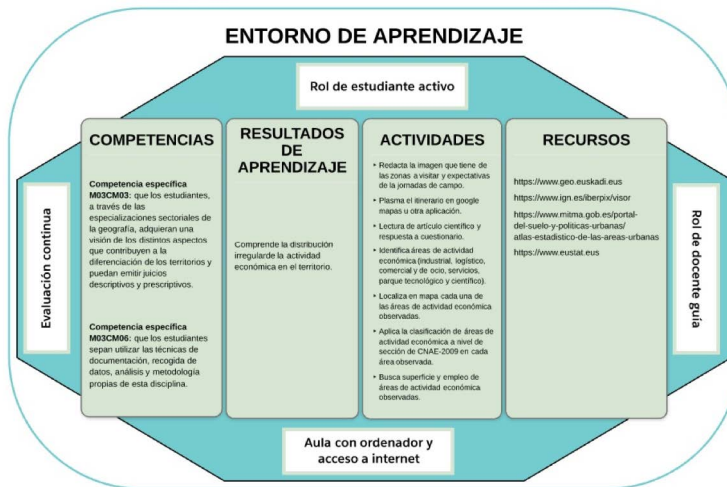 ENTORNO DE APRENDIZAJE
Rol de estudiante activo
Evaluación continua
COMPETENCIAS
Competencia específica
M03CM03: que los estudiantes,
a través de las
especializaciones sectoriales de
la geografía, adquieran una
visión de los distintos aspectos
que contribuyen a la
diferenciación de los territorios y
puedan emitir juicios
descriptivos y prescriptivos.
Competencia específica
M03CM06: que los estudiantes
sepan utilizar las técnicas de
documentación, recogida de
datos, análisis y metodología
propias de esta disciplina.
RESULTADOS
DE
APRENDIZAJE
Comprende la distribución
irregularde la actividad
económica en el territorio.
ACTIVIDADES
• Redacta la imagen que tiene de
las zonas a visitar y expectativas
de la jornadas de campo.
• Plasma el itinerario en google
mapas u otra aplicación.
• Lectura de artículo científico y
respuesta a cuestionario.
• Identifica áreas de actividad
económica (industrial, logístico,
comercial y de ocio, servicios,
parque tecnológico y científico).
• Localiza en mapa cada una de
las áreas de actividad económica
observadas.
• Aplica la clasificación de áreas de
actividad económica a nivel de
sección de CNAE-2009 en cada
área observada.
• Busca superficie y empleo de
áreas de actividad económica
observadas.
RECURSOS
https://www.geo.euskadi.eus
https://www.ign.es/iberpix/visor
https://www.mitma.gob.es/portal-
del-suelo-y-politicas-urbanas/
atlas-estadistico-de-las-areas-urbanas
https://www.eustat.eus
Rol de docente guía
Aula con ordenador y
acceso a internet